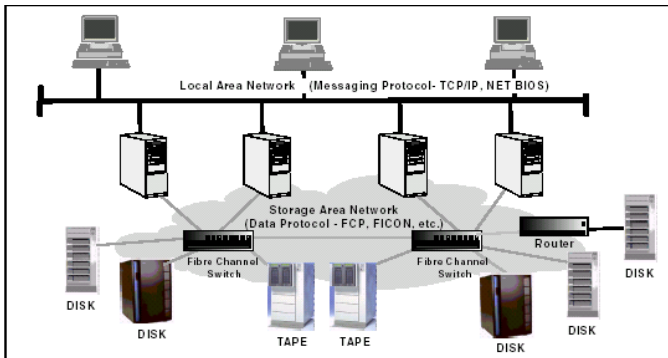 Local Area Network (Messaging Protocol- TCP/IP, NET BIOS)
Storage Area Network
(Data Protocol - FCP, FICON, etc.)
Router
Fibre Channel
Switch
Fibre Channel
Switch
DISK
DISK
DISK
TAPE
TAPE
DISK
DISK